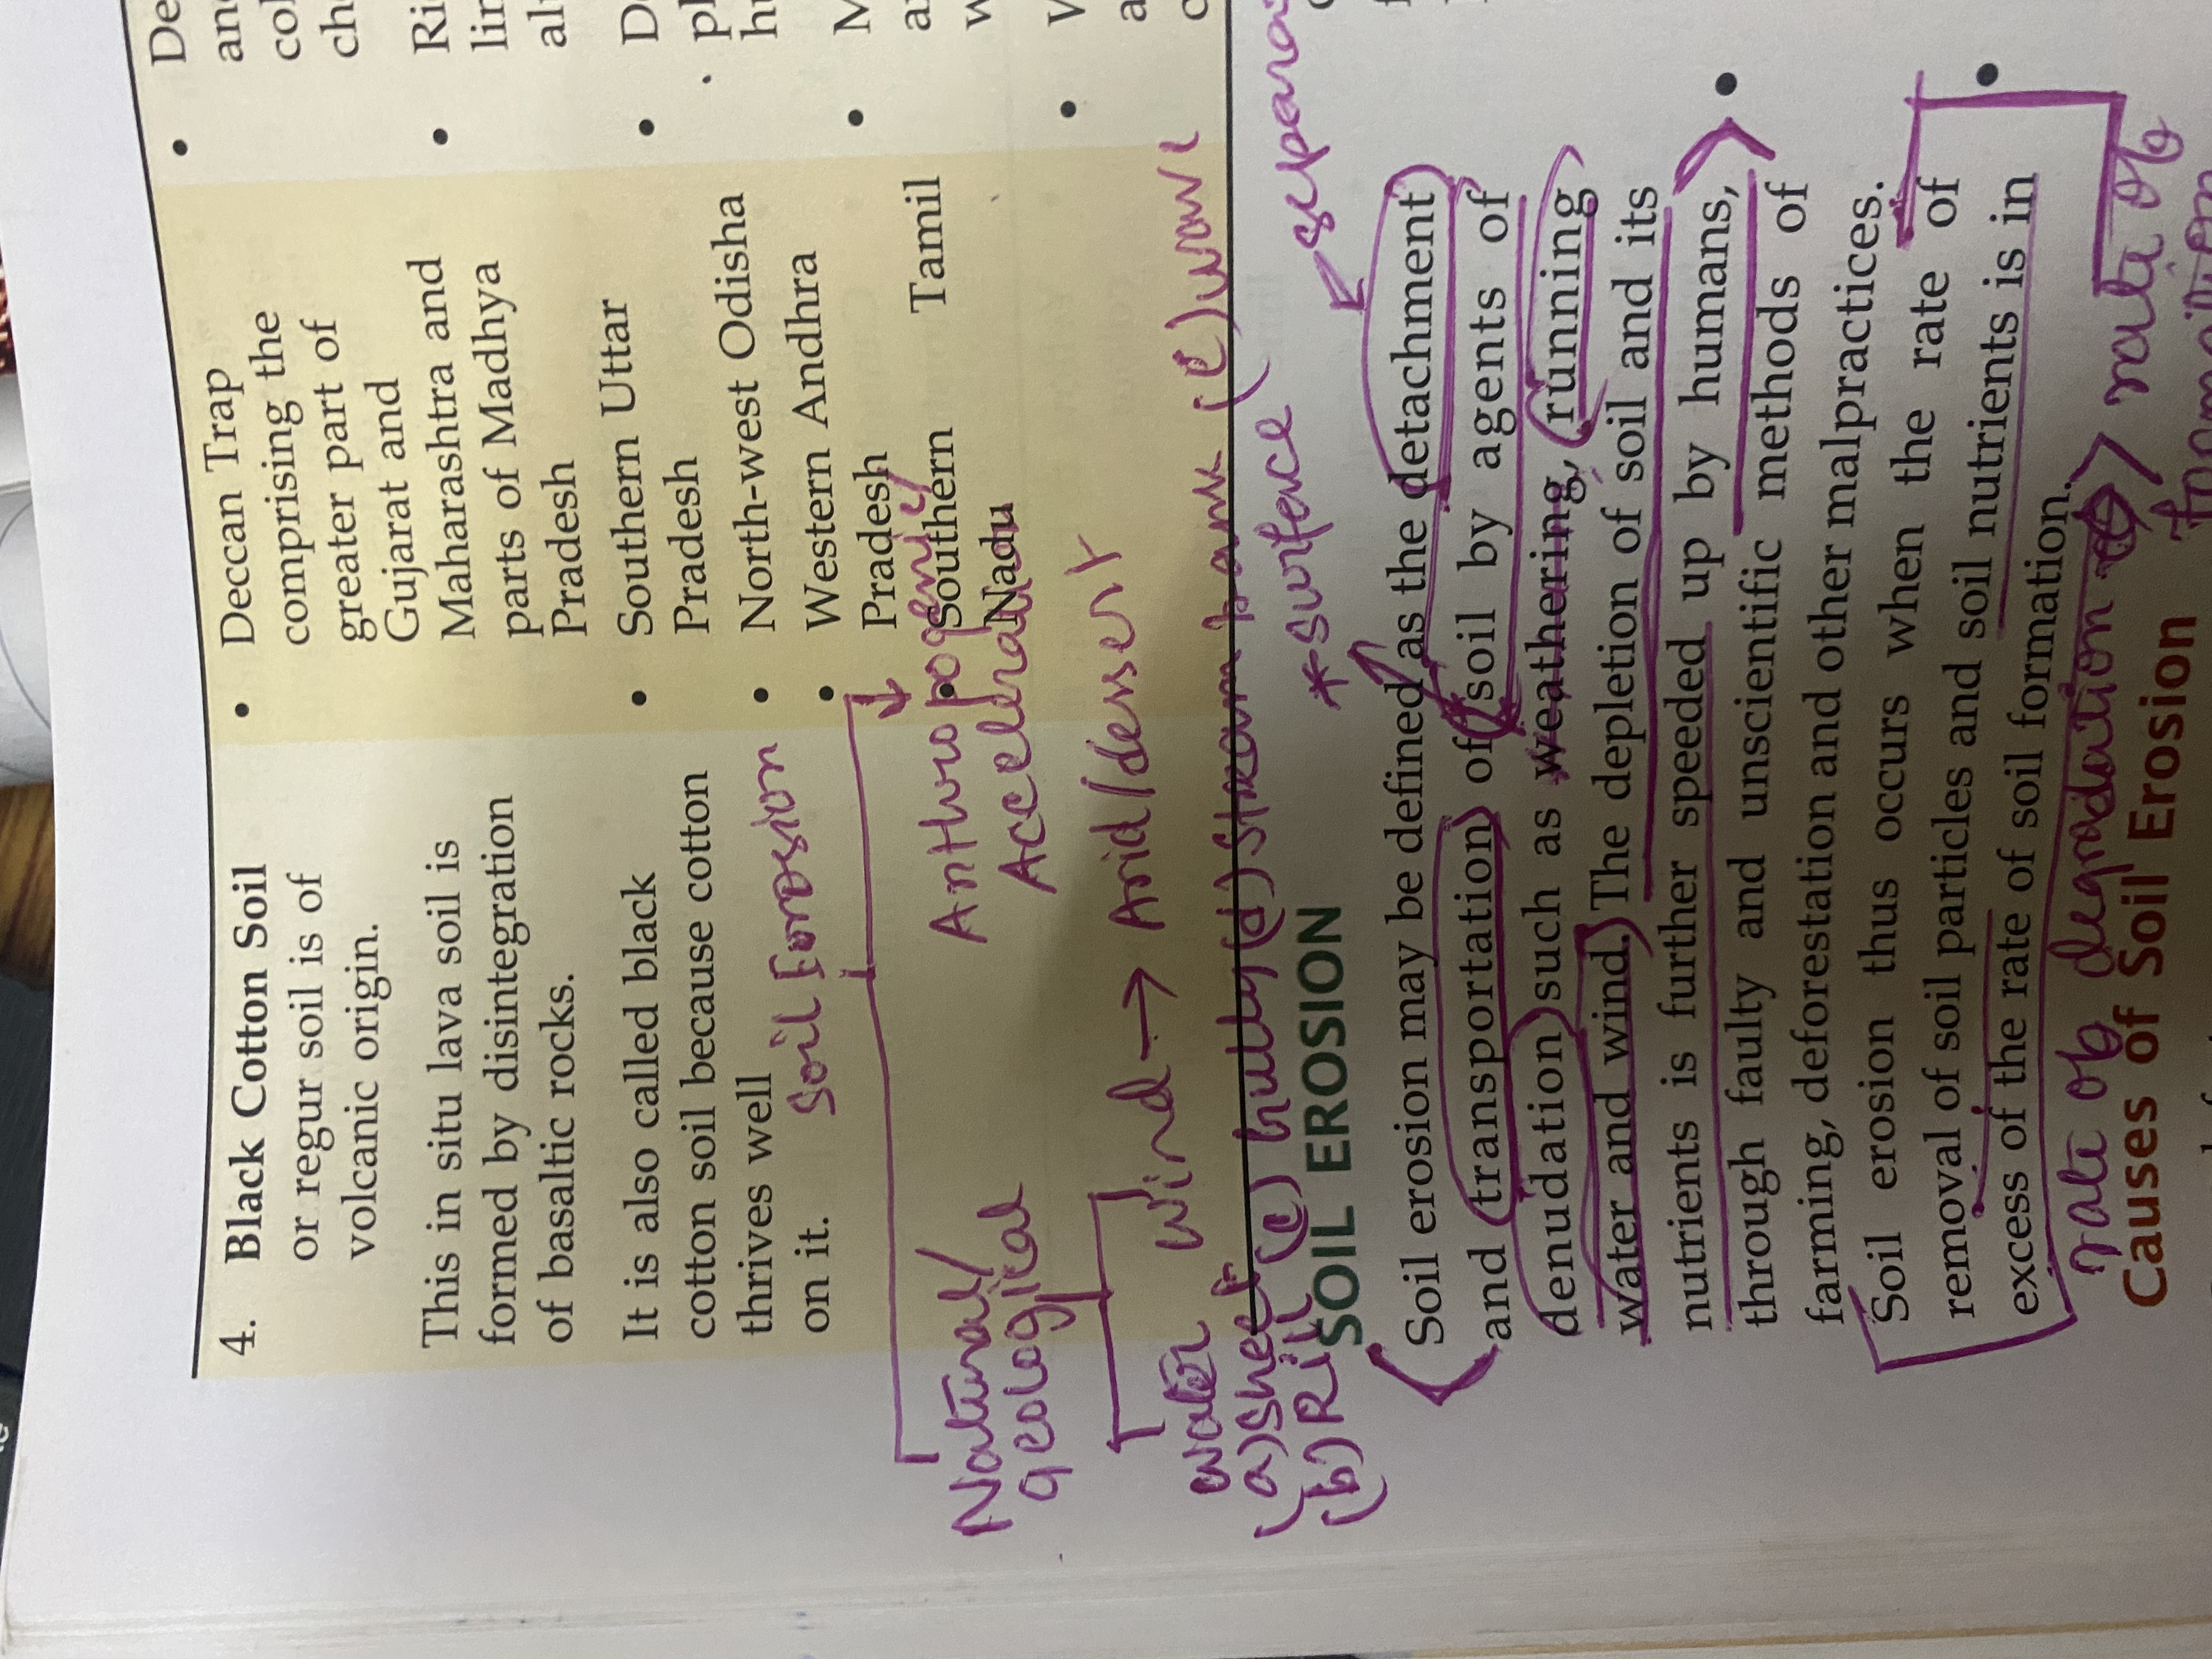 4. Black Cotton Soil
or regur soil is of
volcanic origin.
This in situ lava soil is
formed by disintegration
of basaltic rocks.
It is also called black
cotton soil because cotton
thrives well
on it.
• Deccan Trap
comprising the
greater part of
Gujarat and
Maharashtra and
parts of Madhya
Pradesh
• Southern Uttar
Pradesh
• North-west Odisha
• Western Andhra
Pradesh
• Southern Tamil
Nadu
• De
an
col
ch
• Ri
lin
al
• D
pl
hu
• M
a
w
•
a
Soil Erosion
Natural/
geological
Anthropogenic/
Acceleration
water wind → Arid/dessert
(a) sheet (c) Gully (d) Stream bank (e) wave
(b) Rill
* surface
separa
SOIL EROSION
Soil erosion may be defined as the detachment
and transportation of soil by agents of
denudation such as weathering, running
water and wind. The depletion of soil and its
nutrients is further speeded up by humans,
through faulty and unscientific methods of
farming, deforestation and other malpractices.
Soil erosion thus occurs when the rate of
removal of soil particles and soil nutrients is in
excess of the rate of soil formation.
rate of degradation > rate of
formation
Causes of Soil Erosion